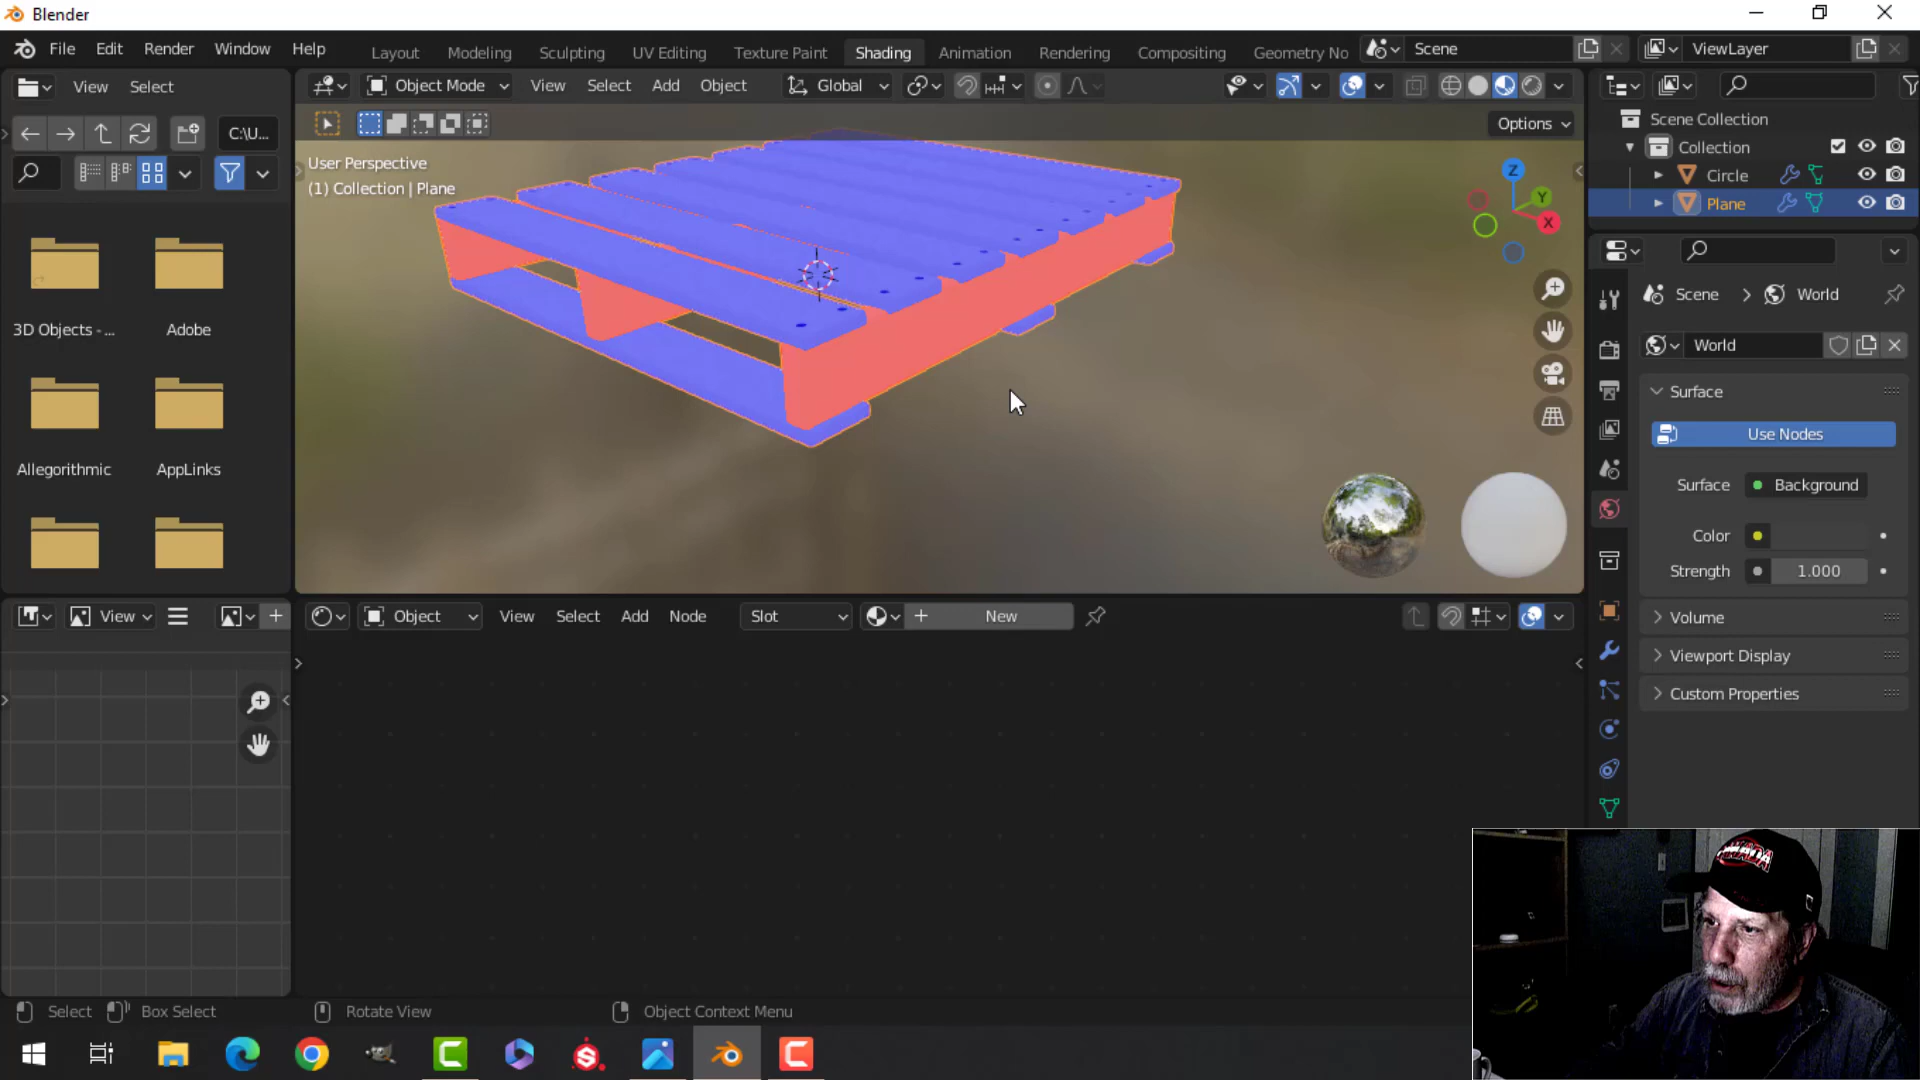 Blender
File Edit Render Window Help
Layout Modeling Sculpting UV Editing Texture Paint Shading Animation Rendering Compositing Geometry No
Scene
ViewLayer
View Select
Object Mode View Select Add Object
Global
C:\U...
Options
User Perspective
(1) Collection | Plane
Z
Y
X
3D Objects - ...
Adobe
Allegorithmic
AppLinks
Scene Collection
Collection
Circle
Plane
Scene > World
World
Surface
Use Nodes
Surface Background
Color
Strength 1.000
Volume
Viewport Display
Custom Properties
View
Object View Select Add Node
Slot
New
Select Box Select Rotate View Object Context Menu
CANADA